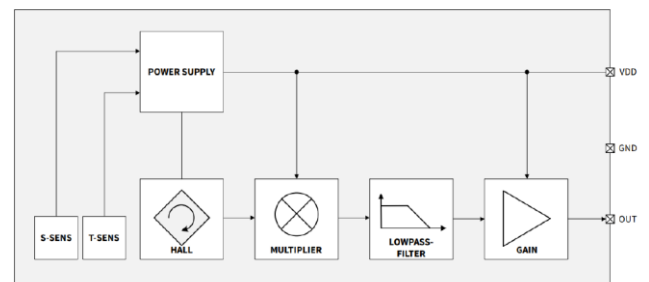 POWER SUPPLY
VDD
GND
S-SENS
T-SENS
HALL
MULTIPLIER
LOWPASS-
FILTER
GAIN
OUT